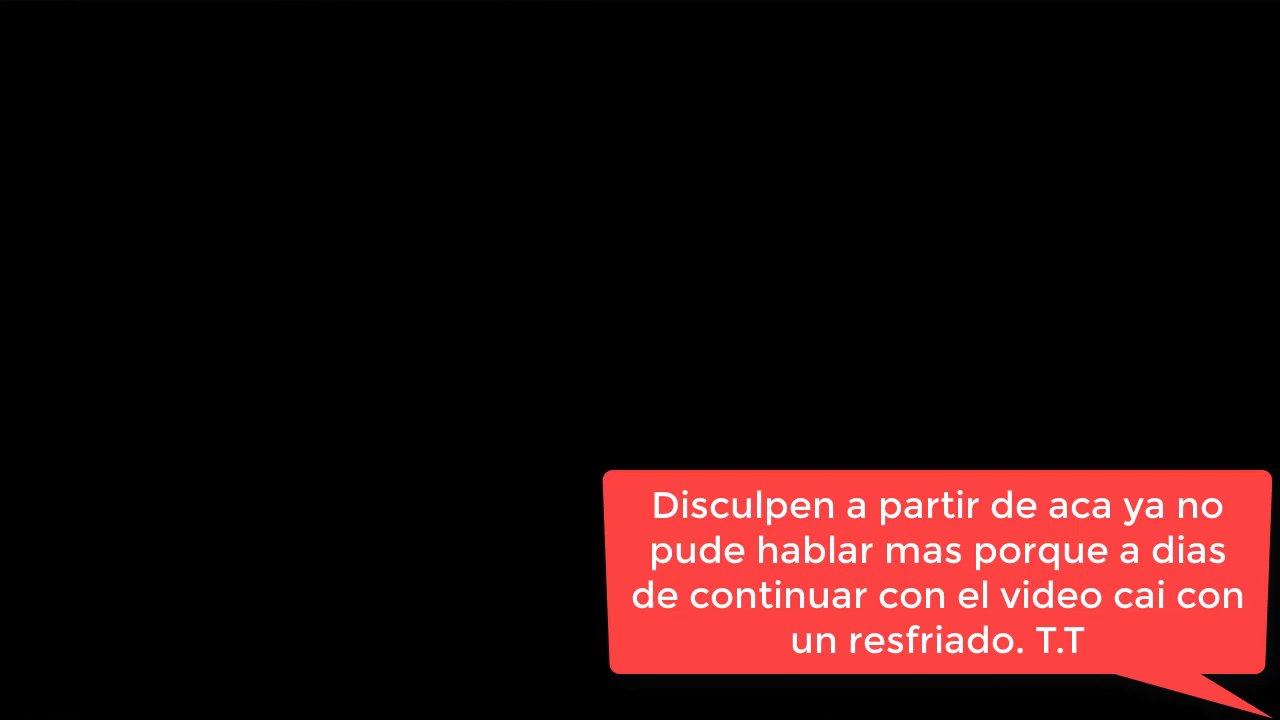 Disculpen a partir de aca ya no
pude hablar mas porque a dias
de continuar con el video cai con
un resfriado. T.T